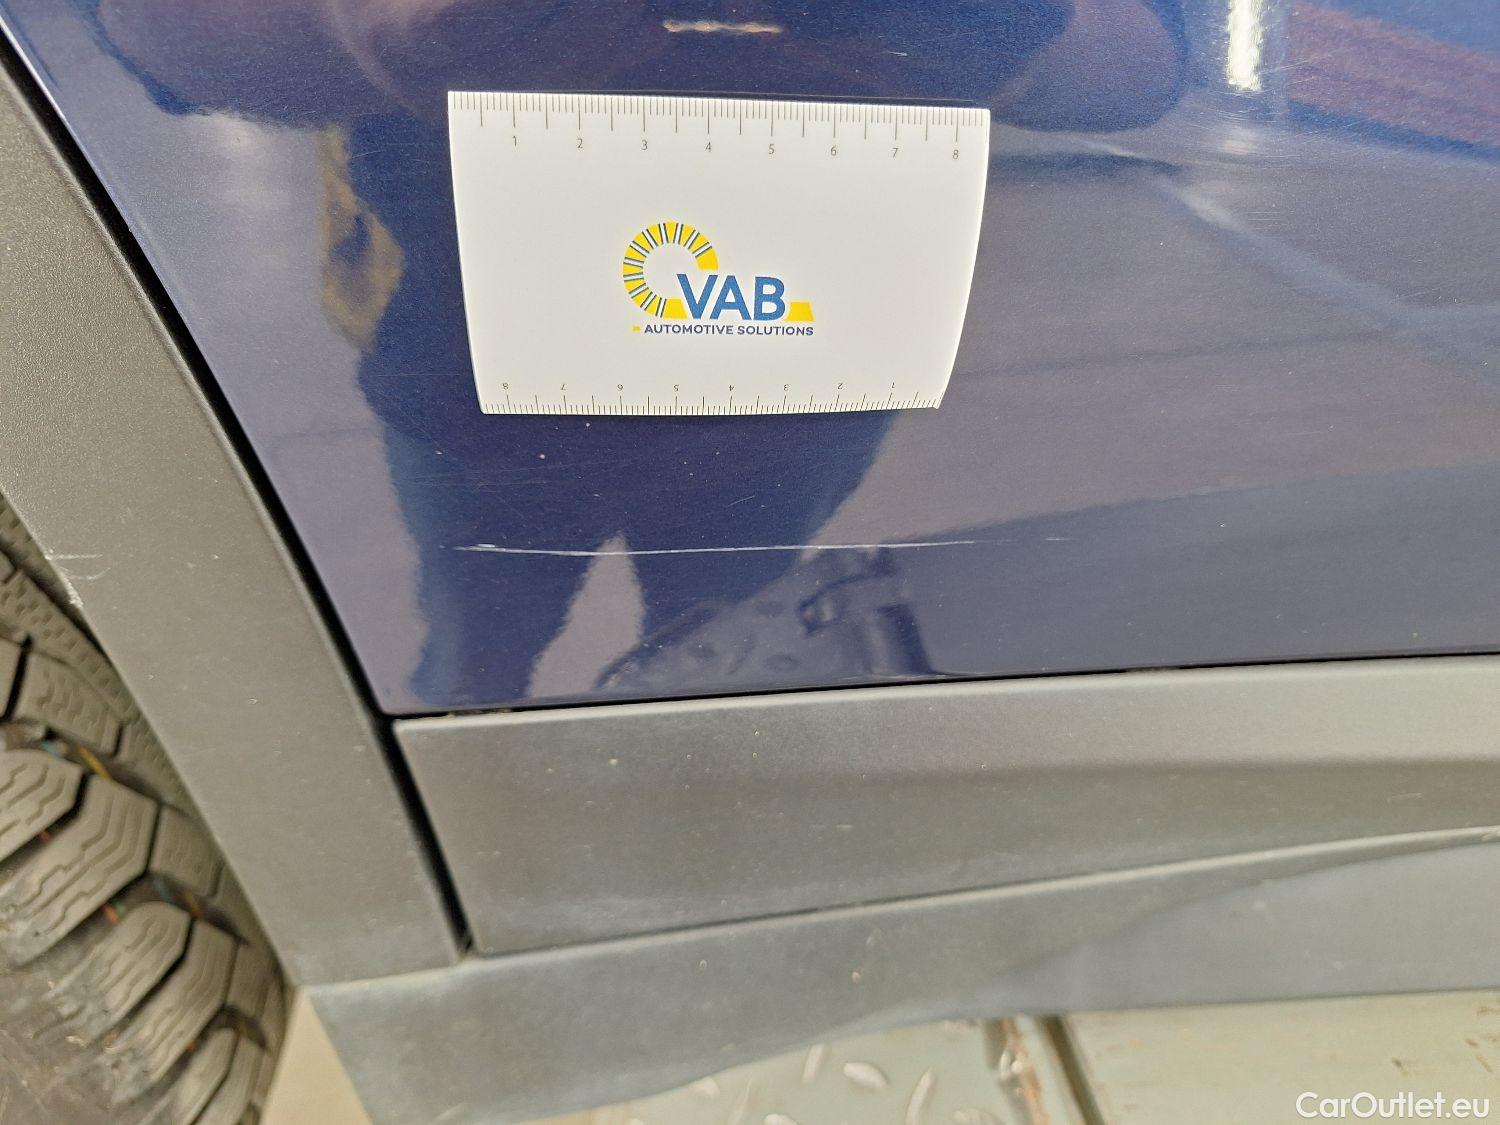 1 2 3 4 5 6 7 8
VAB
AUTOMOTIVE SOLUTIONS
8 7 6 5 4 3 2 1
CarOutlet.eu